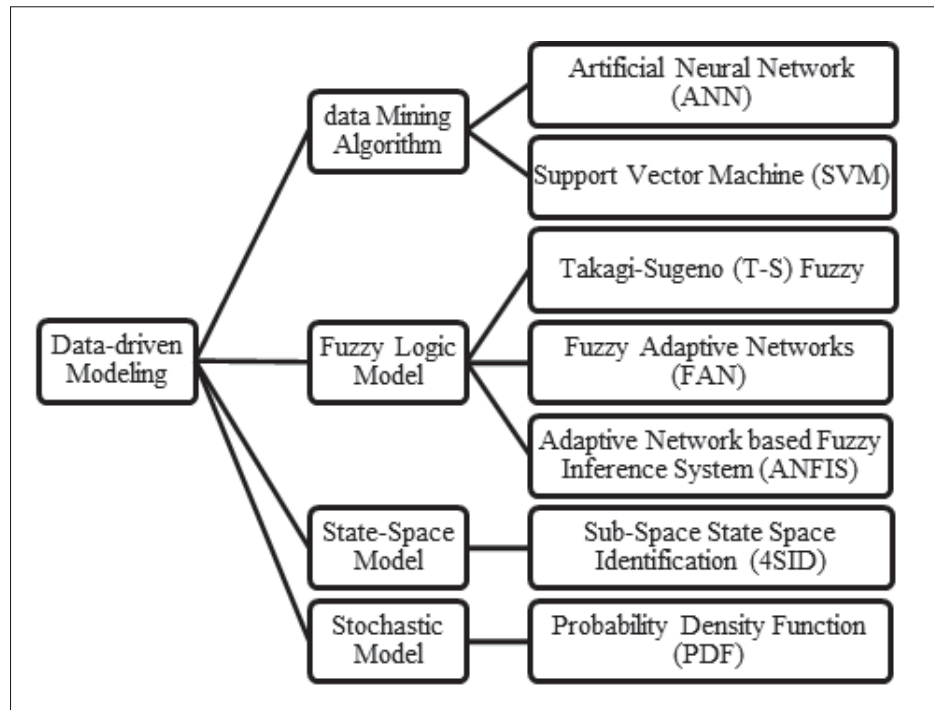 Data-driven
Modeling
data Mining
Algorithm
Artificial Neural Network
(ANN)
Support Vector Machine (SVM)
Fuzzy Logic
Model
Takagi-Sugeno (T-S) Fuzzy
Fuzzy Adaptive Networks
(FAN)
Adaptive Network based Fuzzy
Inference System (ANFIS)
State-Space
Model
Sub-Space State Space
Identification (4SID)
Stochastic
Model
Probability Density Function
(PDF)